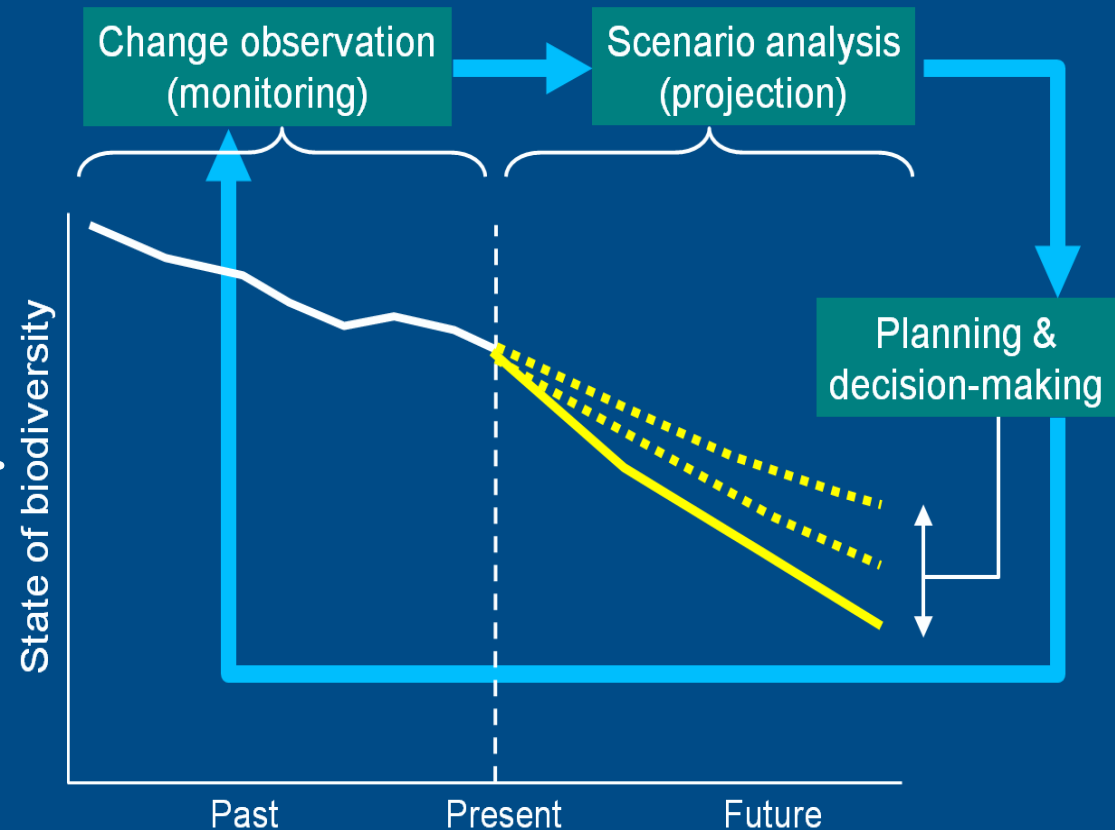 Change observation
(monitoring)
Scenario analysis
(projection)
Planning &
decision-making
State of biodiversity
Past
Present
Future